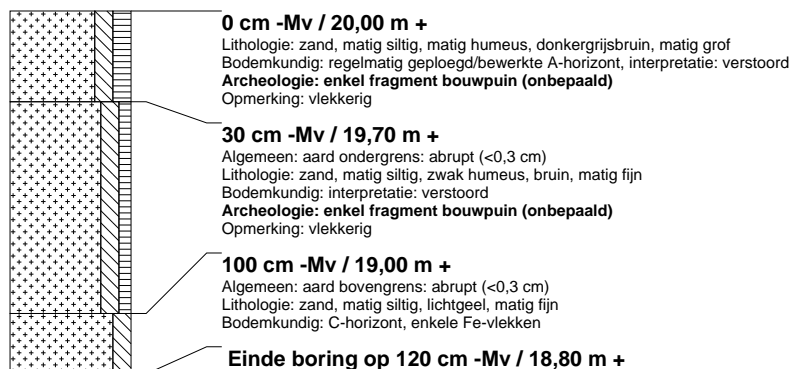 0 cm -Mv / 20,00 m +
Lithologie: zand, matig siltig, matig humeus, donkergrijsbruin, matig grof
Bodemkundig: regelmatig geploegd/bewerkte A-horizont, interpretatie: verstoord
Archeologie: enkel fragment bouwpuin (onbepaald)
Opmerking: vlekkerig
30 cm -Mv / 19,70 m +
Algemeen: aard ondergrens: abrupt (<0,3 cm)
Lithologie: zand, matig siltig, zwak humeus, bruin, matig fijn
Bodemkundig: interpretatie: verstoord
Archeologie: enkel fragment bouwpuin (onbepaald)
Opmerking: vlekkerig
100 cm -Mv / 19,00 m +
Algemeen: aard bovengrens: abrupt (<0,3 cm)
Lithologie: zand, matig siltig, lichtgeel, matig fijn
Bodemkundig: C-horizont, enkele Fe-vlekken
Einde boring op 120 cm -Mv / 18,80 m +